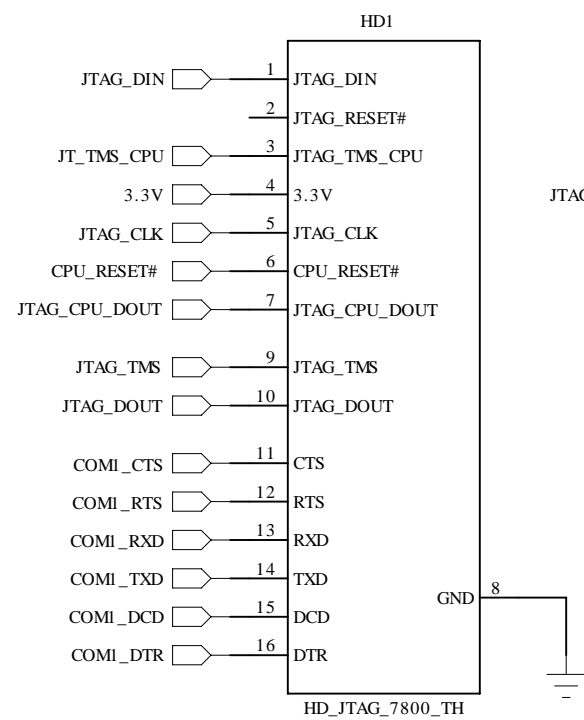 HD1
JTAG_DIN 1 JTAG_DIN
2 JTAG_RESET#
JT_TMS_CPU 3 JTAG_TMS_CPU
3.3V 4 3.3V JTAG
JTAG_CLK 5 JTAG_CLK
CPU_RESET# 6 CPU_RESET#
JTAG_CPU_DOUT 7 JTAG_CPU_DOUT
JTAG_TMS 9 JTAG_TMS
JTAG_DOUT 10 JTAG_DOUT
COM1_CTS 11 CTS
COM1_RTS 12 RTS
COM1_RXD 13 RXD
COM1_TXD 14 TXD
GND 8
COM1_DCD 15 DCD
COM1_DTR 16 DTR
HD_JTAG_7800_TH